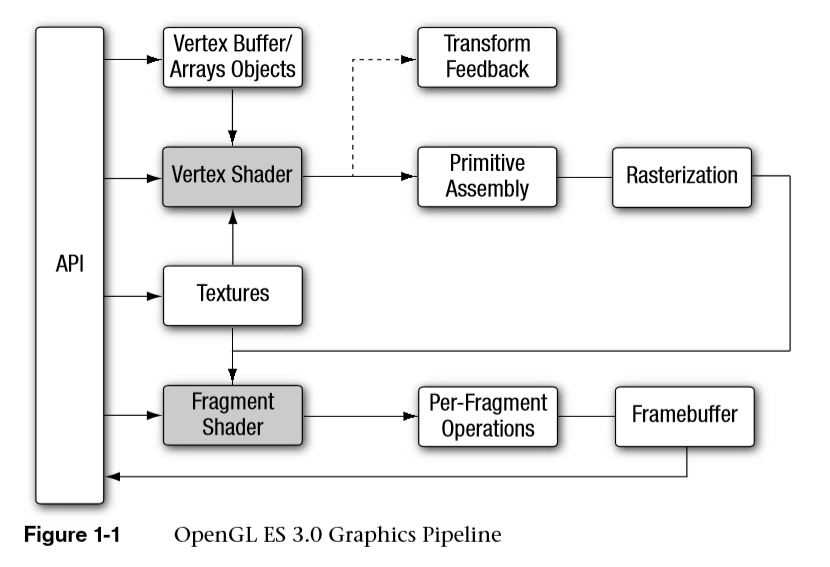 Vertex Buffer/
Arrays Objects
Transform
Feedback
Vertex Shader
Primitive
Assembly
Rasterization
API
Textures
Fragment
Shader
Per-Fragment
Operations
Framebuffer
Figure 1-1 OpenGL ES 3.0 Graphics Pipeline